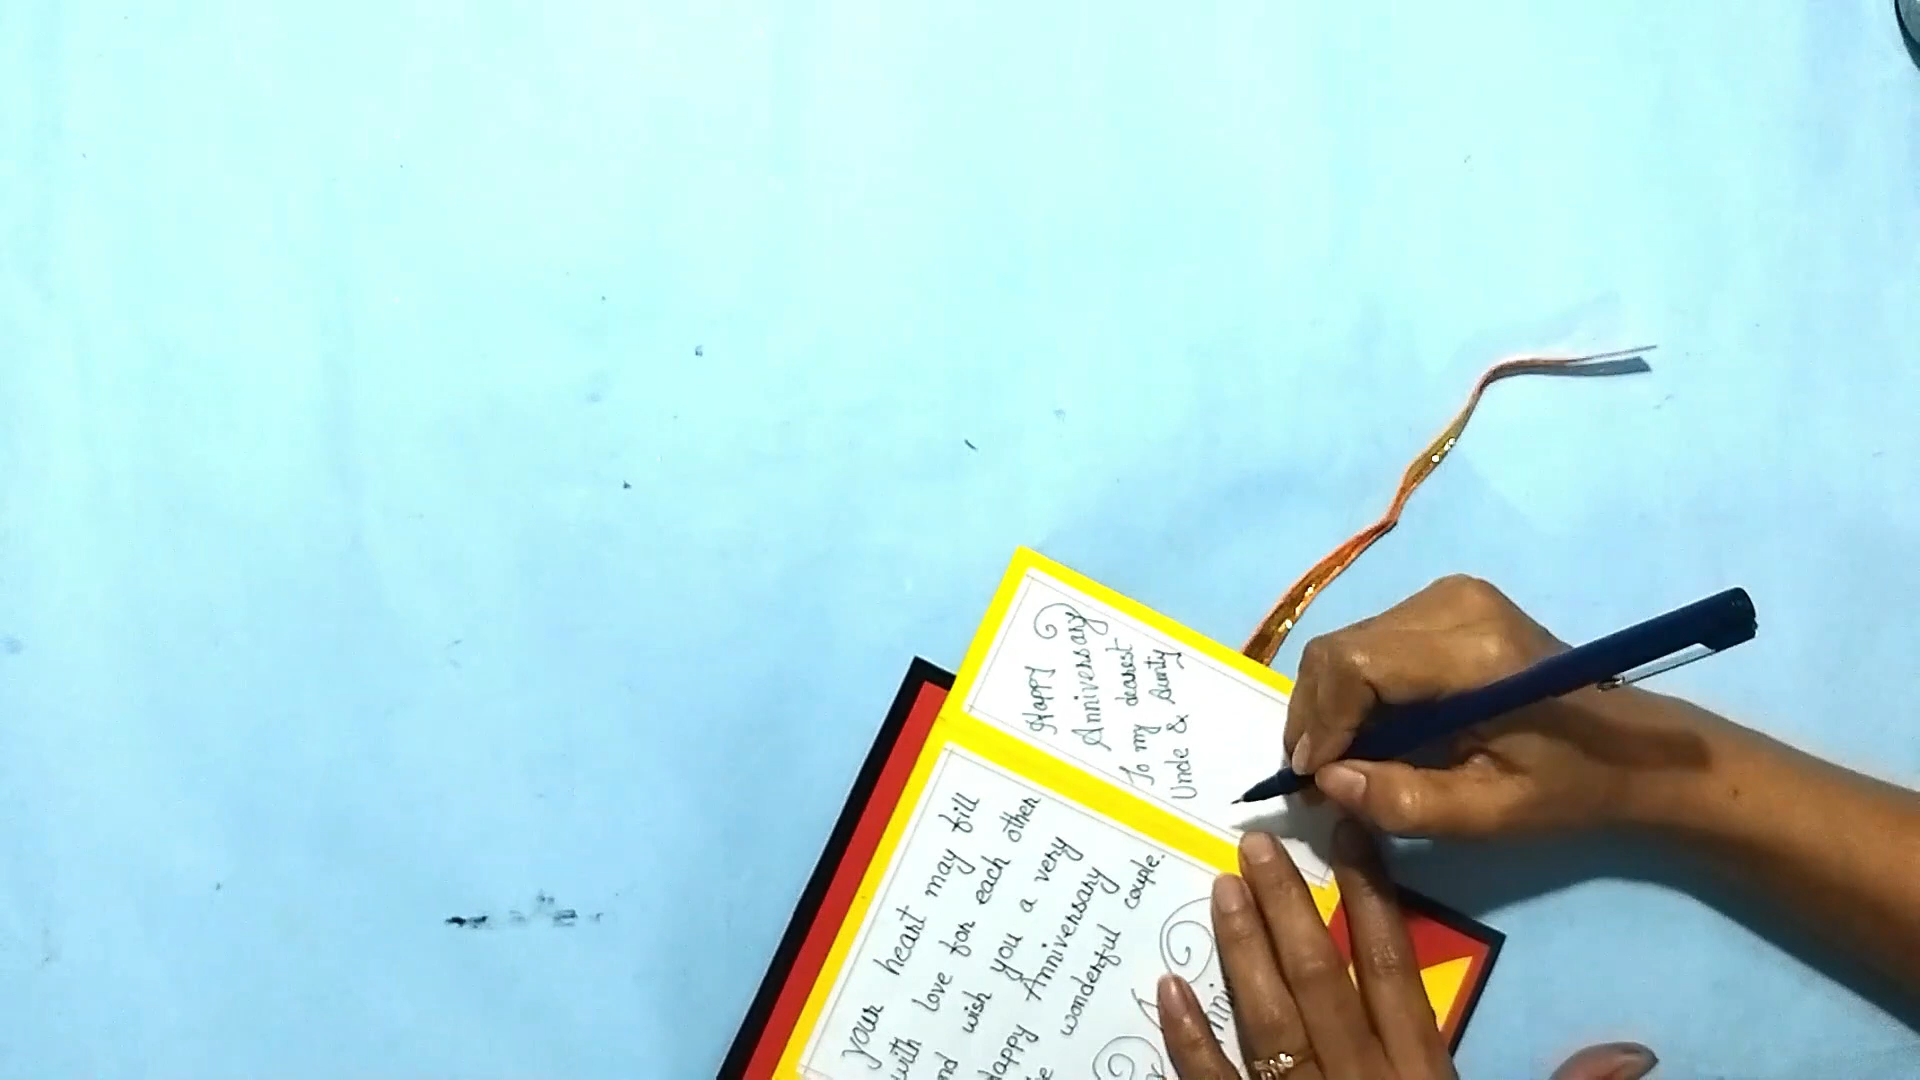 Happy
Anniversary
To my dearest
Uncle & Aunty
your heart may fill
with love for each other
and wish you a very
Happy Anniversary
wonderful couple.